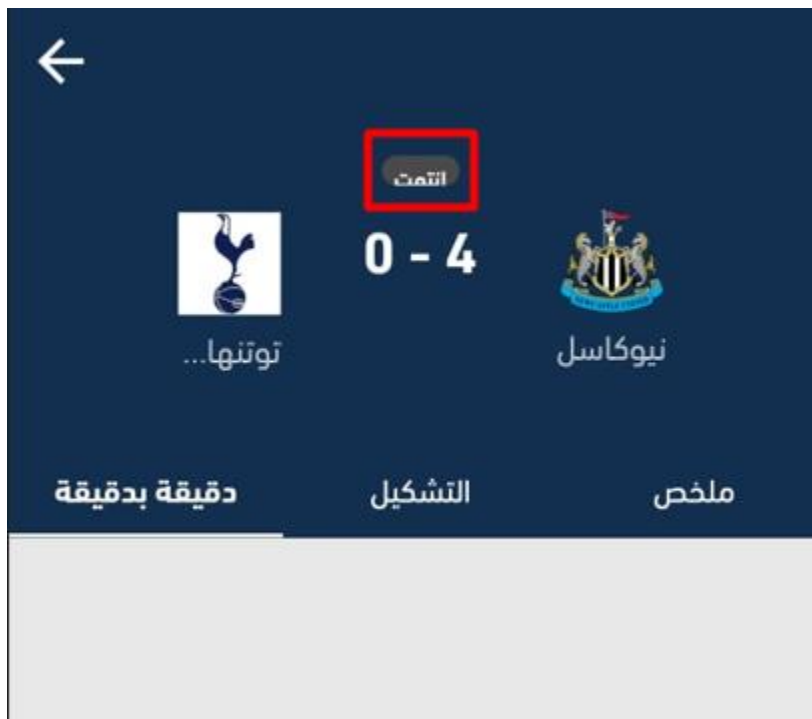 انتهت
4 - 0
نيوكاسل
توتنها...
ملخص
التشكيل
دقيقة بدقيقة